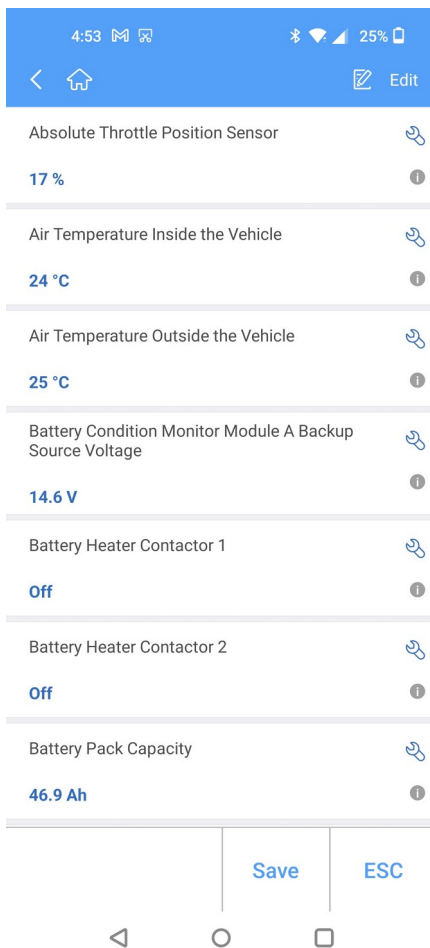 4:53
25%
Edit
Absolute Throttle Position Sensor
17 %
Air Temperature Inside the Vehicle
24 °C
Air Temperature Outside the Vehicle
25 °C
Battery Condition Monitor Module A Backup
Source Voltage
14.6 V
Battery Heater Contactor 1
Off
Battery Heater Contactor 2
Off
Battery Pack Capacity
46.9 Ah
Save
ESC